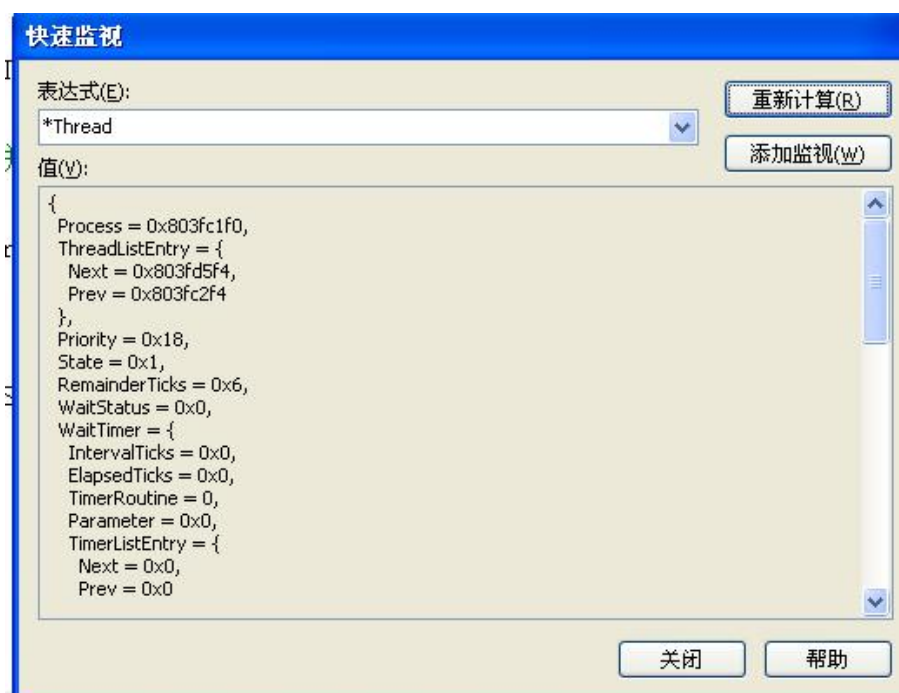 快速监视
表达式(E):
重新计算(R)
*Thread
添加监视(W)
值(V):
{
Process = 0x803fc1f0,
ThreadListEntry = {
Next = 0x803fd5f4,
Prev = 0x803fc2f4
},
Priority = 0x18,
State = 0x1,
RemainderTicks = 0x6,
WaitStatus = 0x0,
WaitTimer = {
IntervalTicks = 0x0,
ElapsedTicks = 0x0,
TimerRoutine = 0,
Parameter = 0x0,
TimerListEntry = {
Next = 0x0,
Prev = 0x0
关闭
帮助